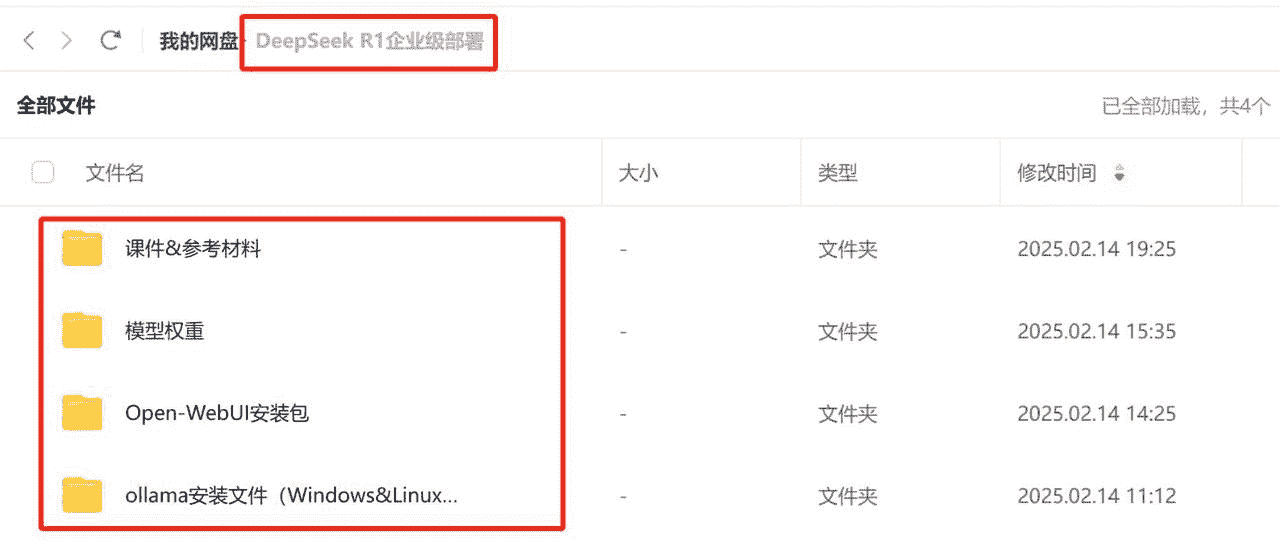 我的网盘 DeepSeek R1企业级部署
全部文件 已全部加载，共4个
文件名 大小 类型 修改时间
课件&参考材料 - 文件夹 2025.02.14 19:25
模型权重 - 文件夹 2025.02.14 15:35
Open-WebUI安装包 - 文件夹 2025.02.14 14:25
ollama安装文件（Windows&Linux... - 文件夹 2025.02.14 11:12